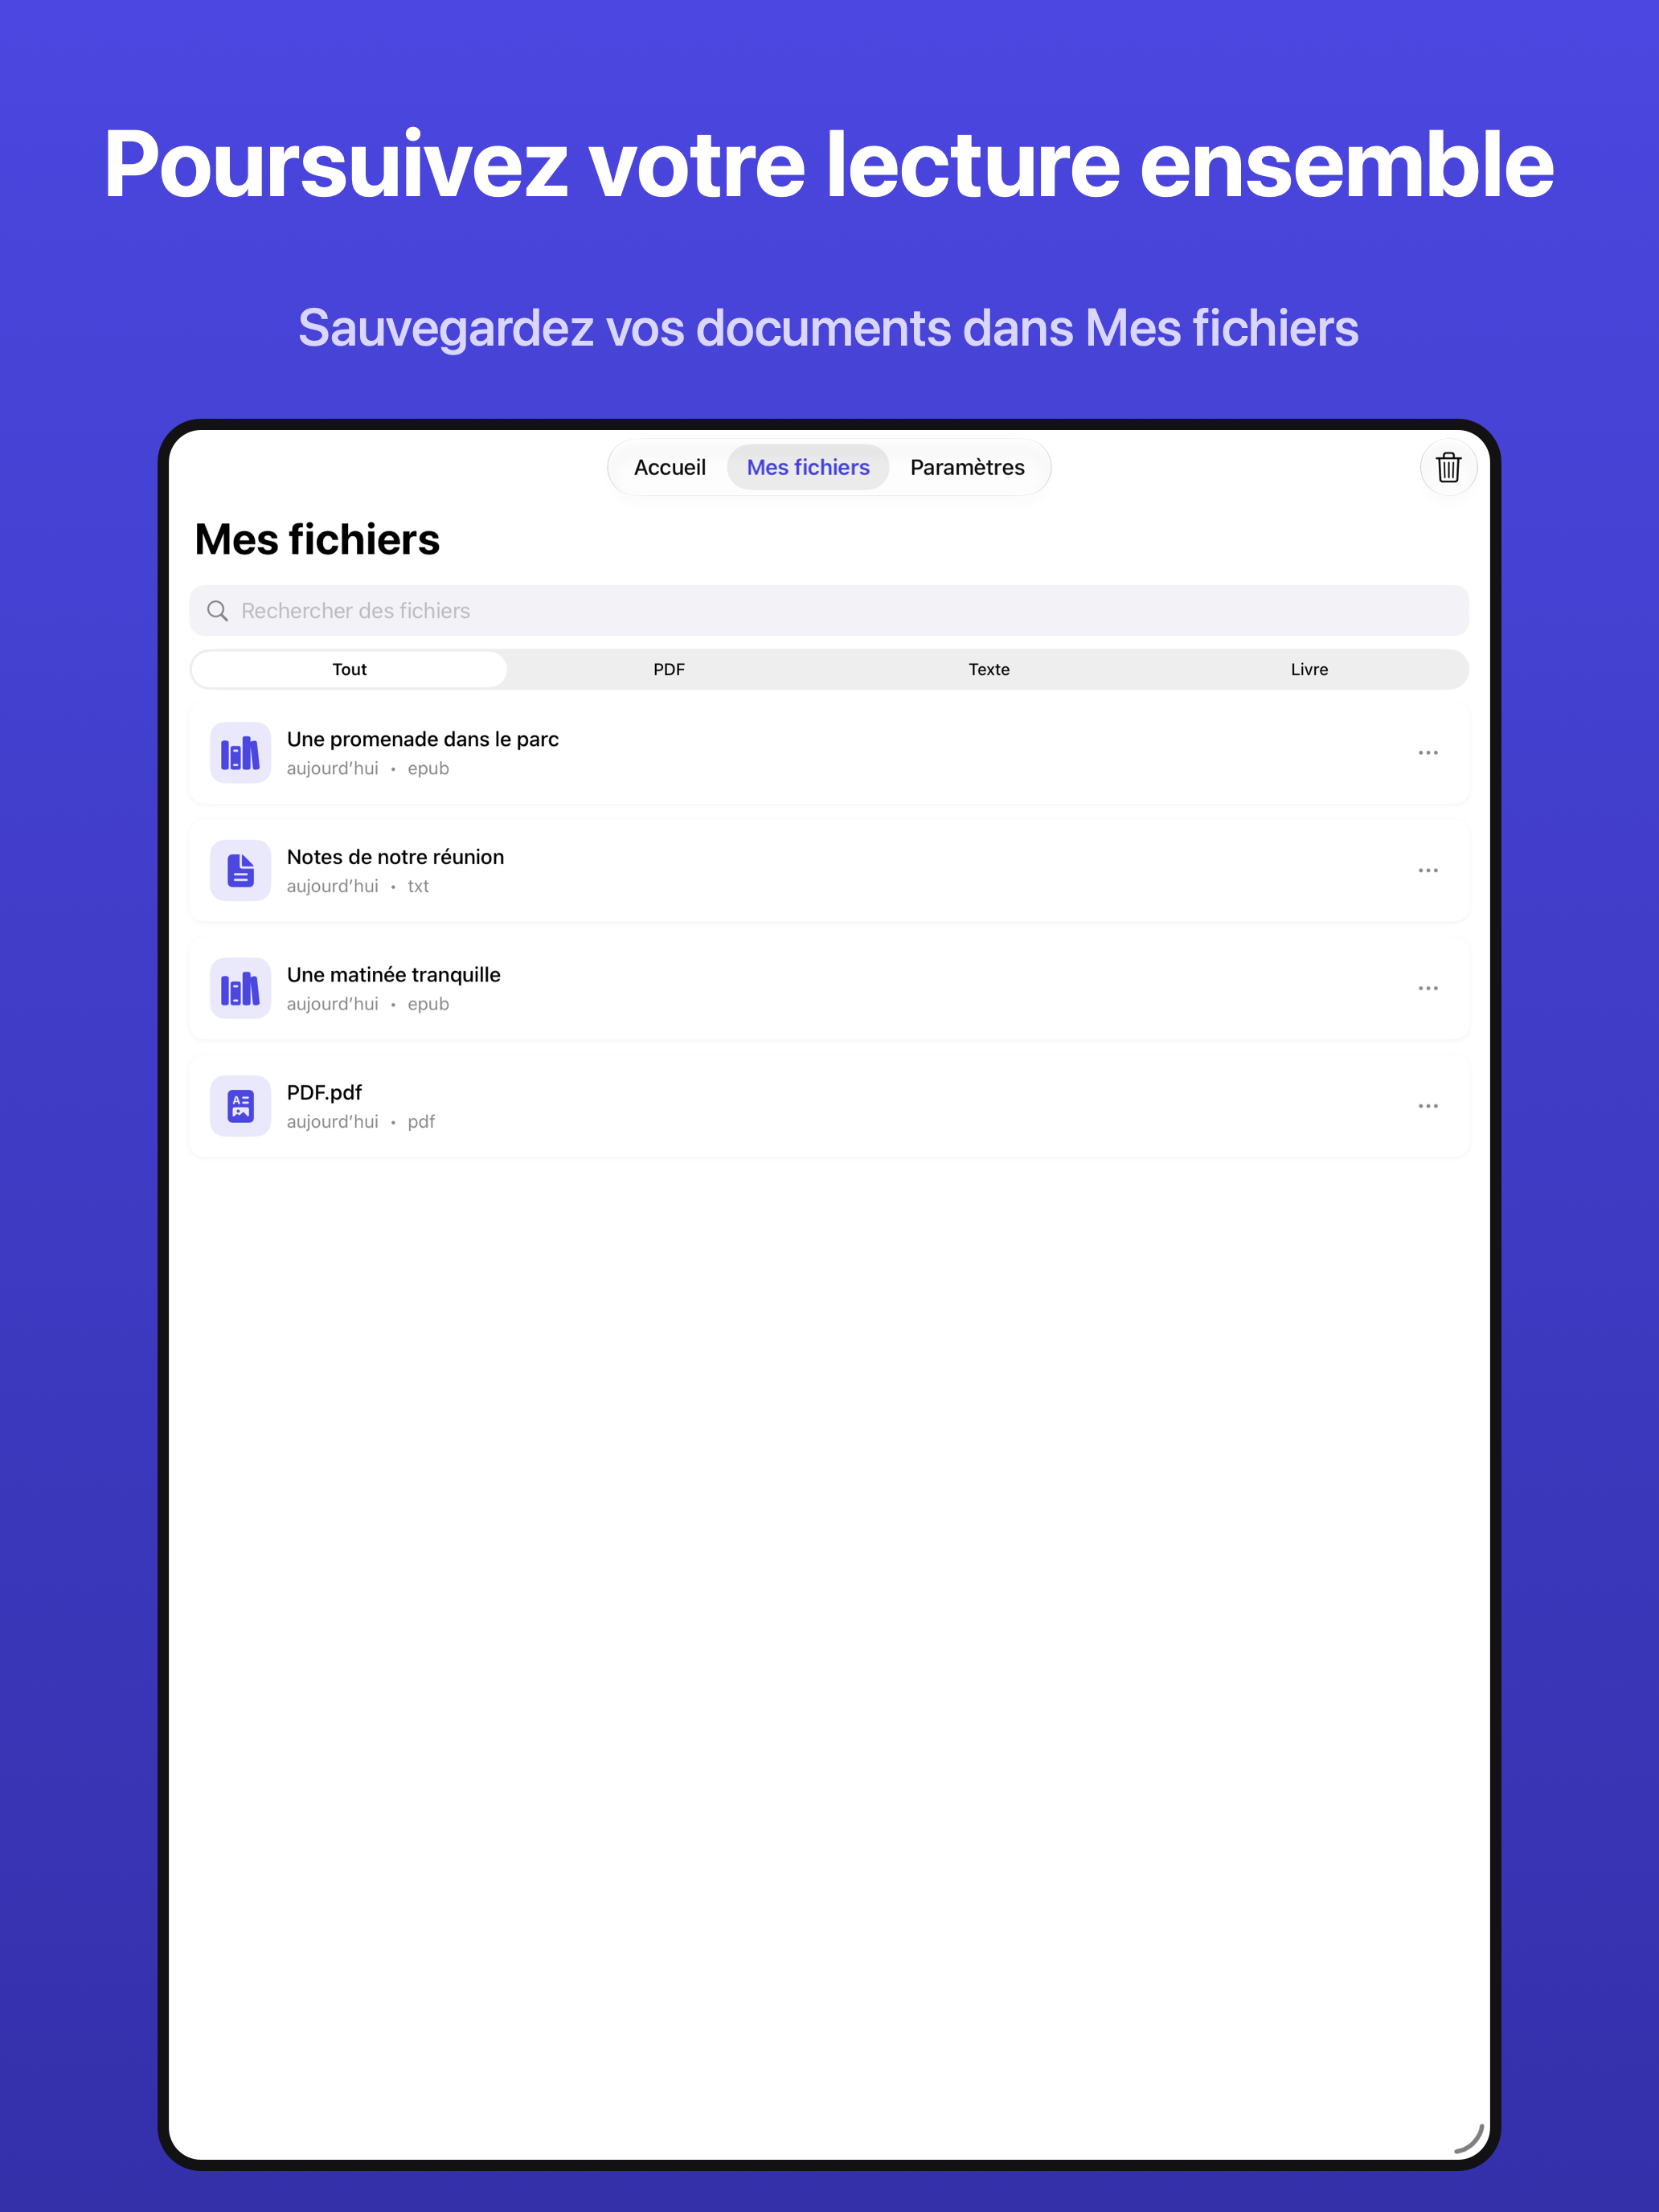 Poursuivez votre lecture ensemble
Sauvegardez vos documents dans Mes fichiers
Accueil Mes fichiers Paramètres
Mes fichiers
Rechercher des fichiers
Tout PDF Texte Livre
Une promenade dans le parc
aujourd’hui • epub
Notes de notre réunion
aujourd’hui • txt
Une matinée tranquille
aujourd’hui • epub
PDF.pdf
aujourd’hui • pdf